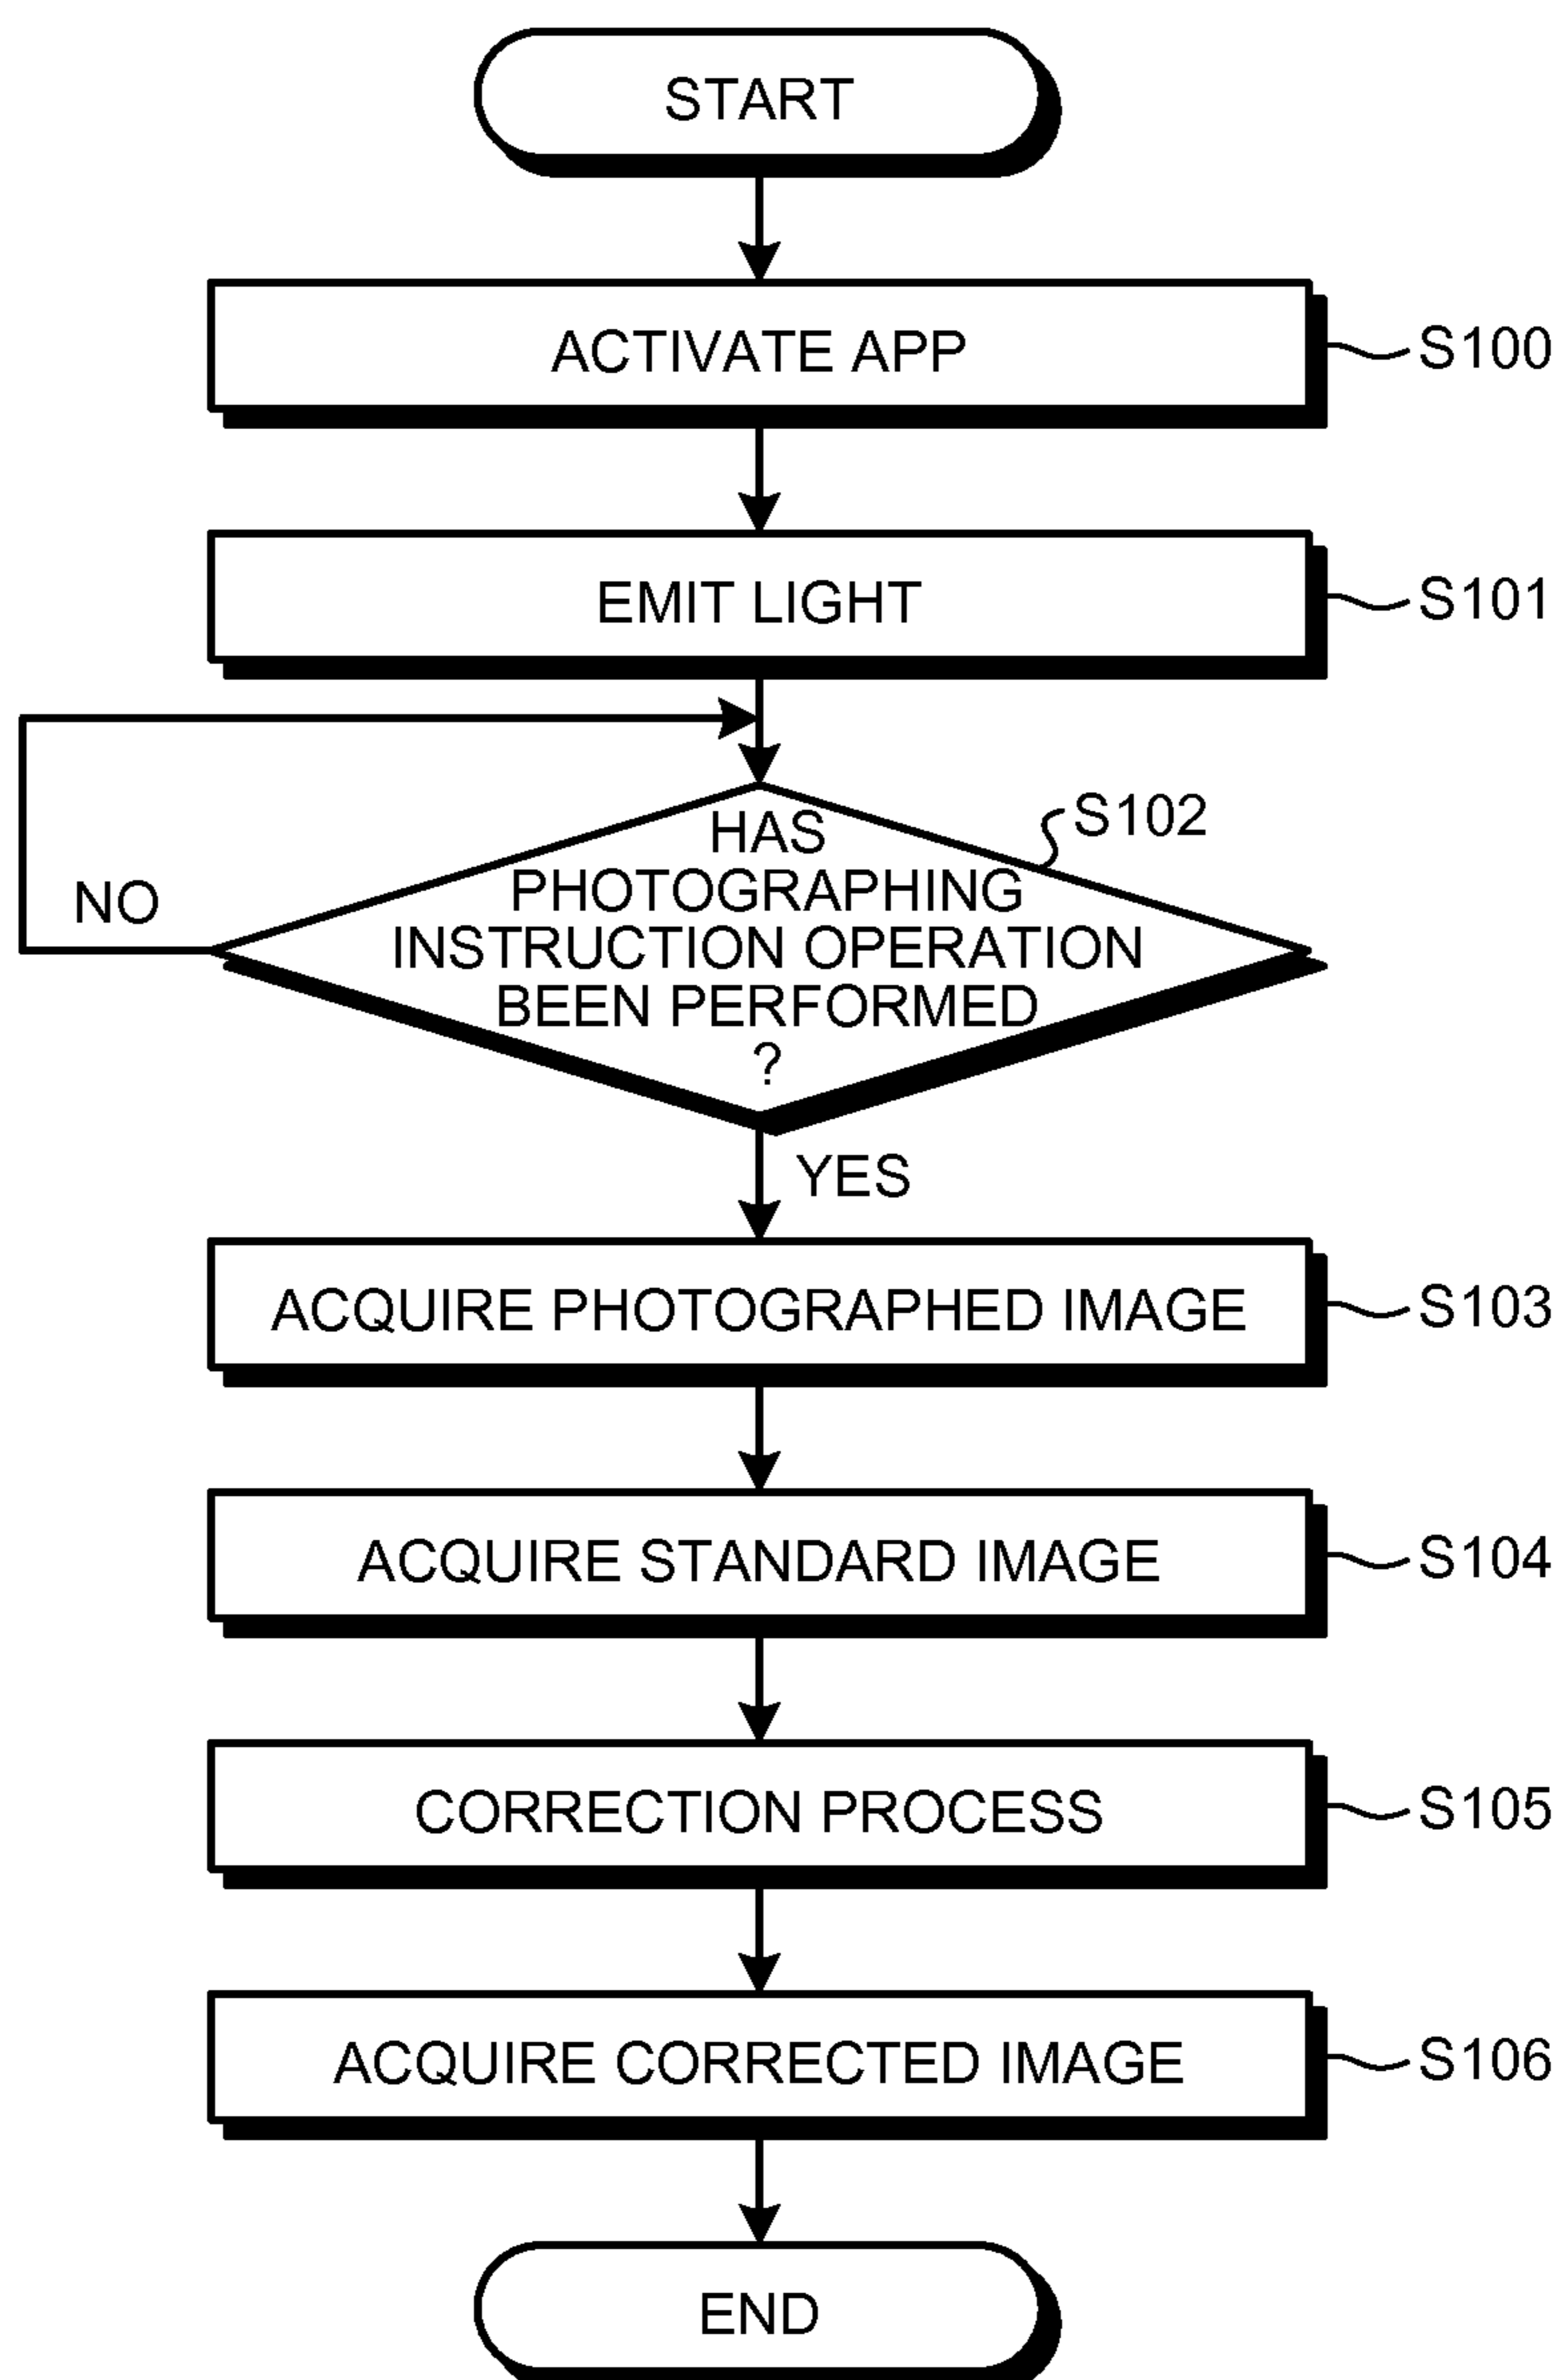 START
ACTIVATE APP
S100
EMIT LIGHT
S101
HAS
PHOTOGRAPHING
INSTRUCTION OPERATION
BEEN PERFORMED
?
S102
NO
YES
ACQUIRE PHOTOGRAPHED IMAGE
S103
ACQUIRE STANDARD IMAGE
S104
CORRECTION PROCESS
S105
ACQUIRE CORRECTED IMAGE
S106
END